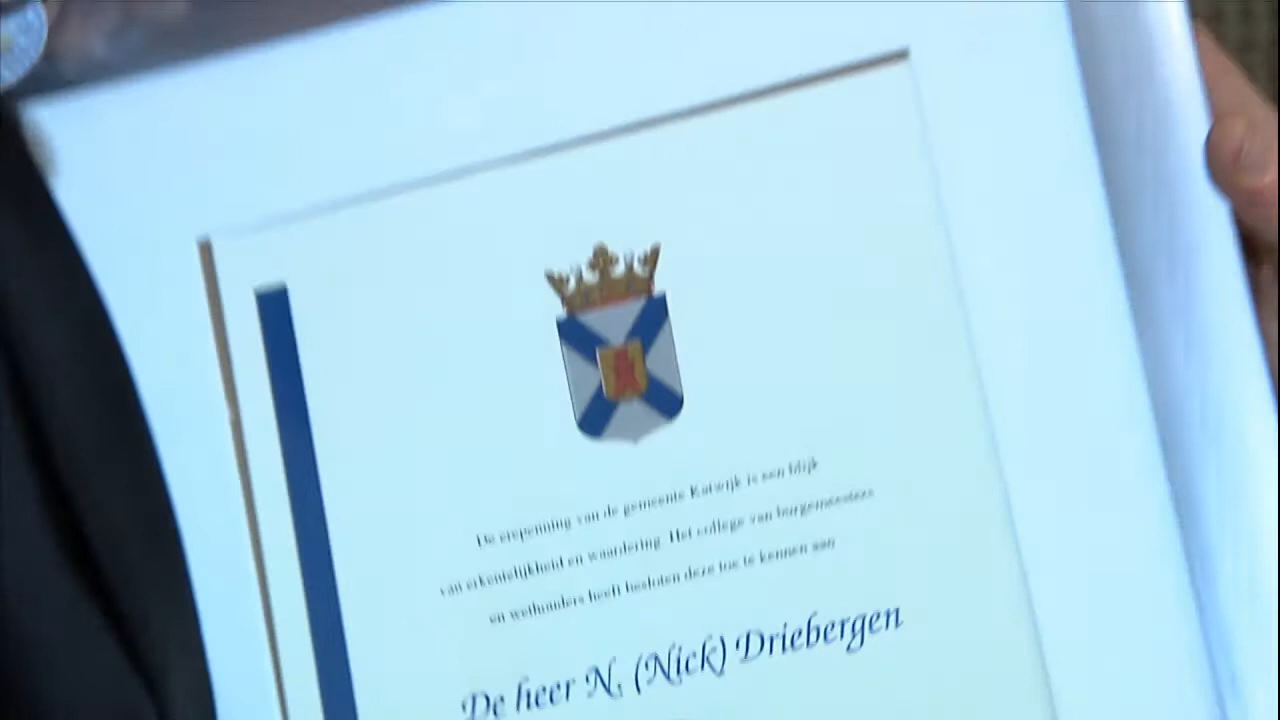 De erepenning van de gemeente Katwijk is een blijk
van erkentelijkheid en waardering. Het college van burgemeesters
en wethouders heeft besloten deze toe te kennen aan
De heer N. (Nick) Driebergen